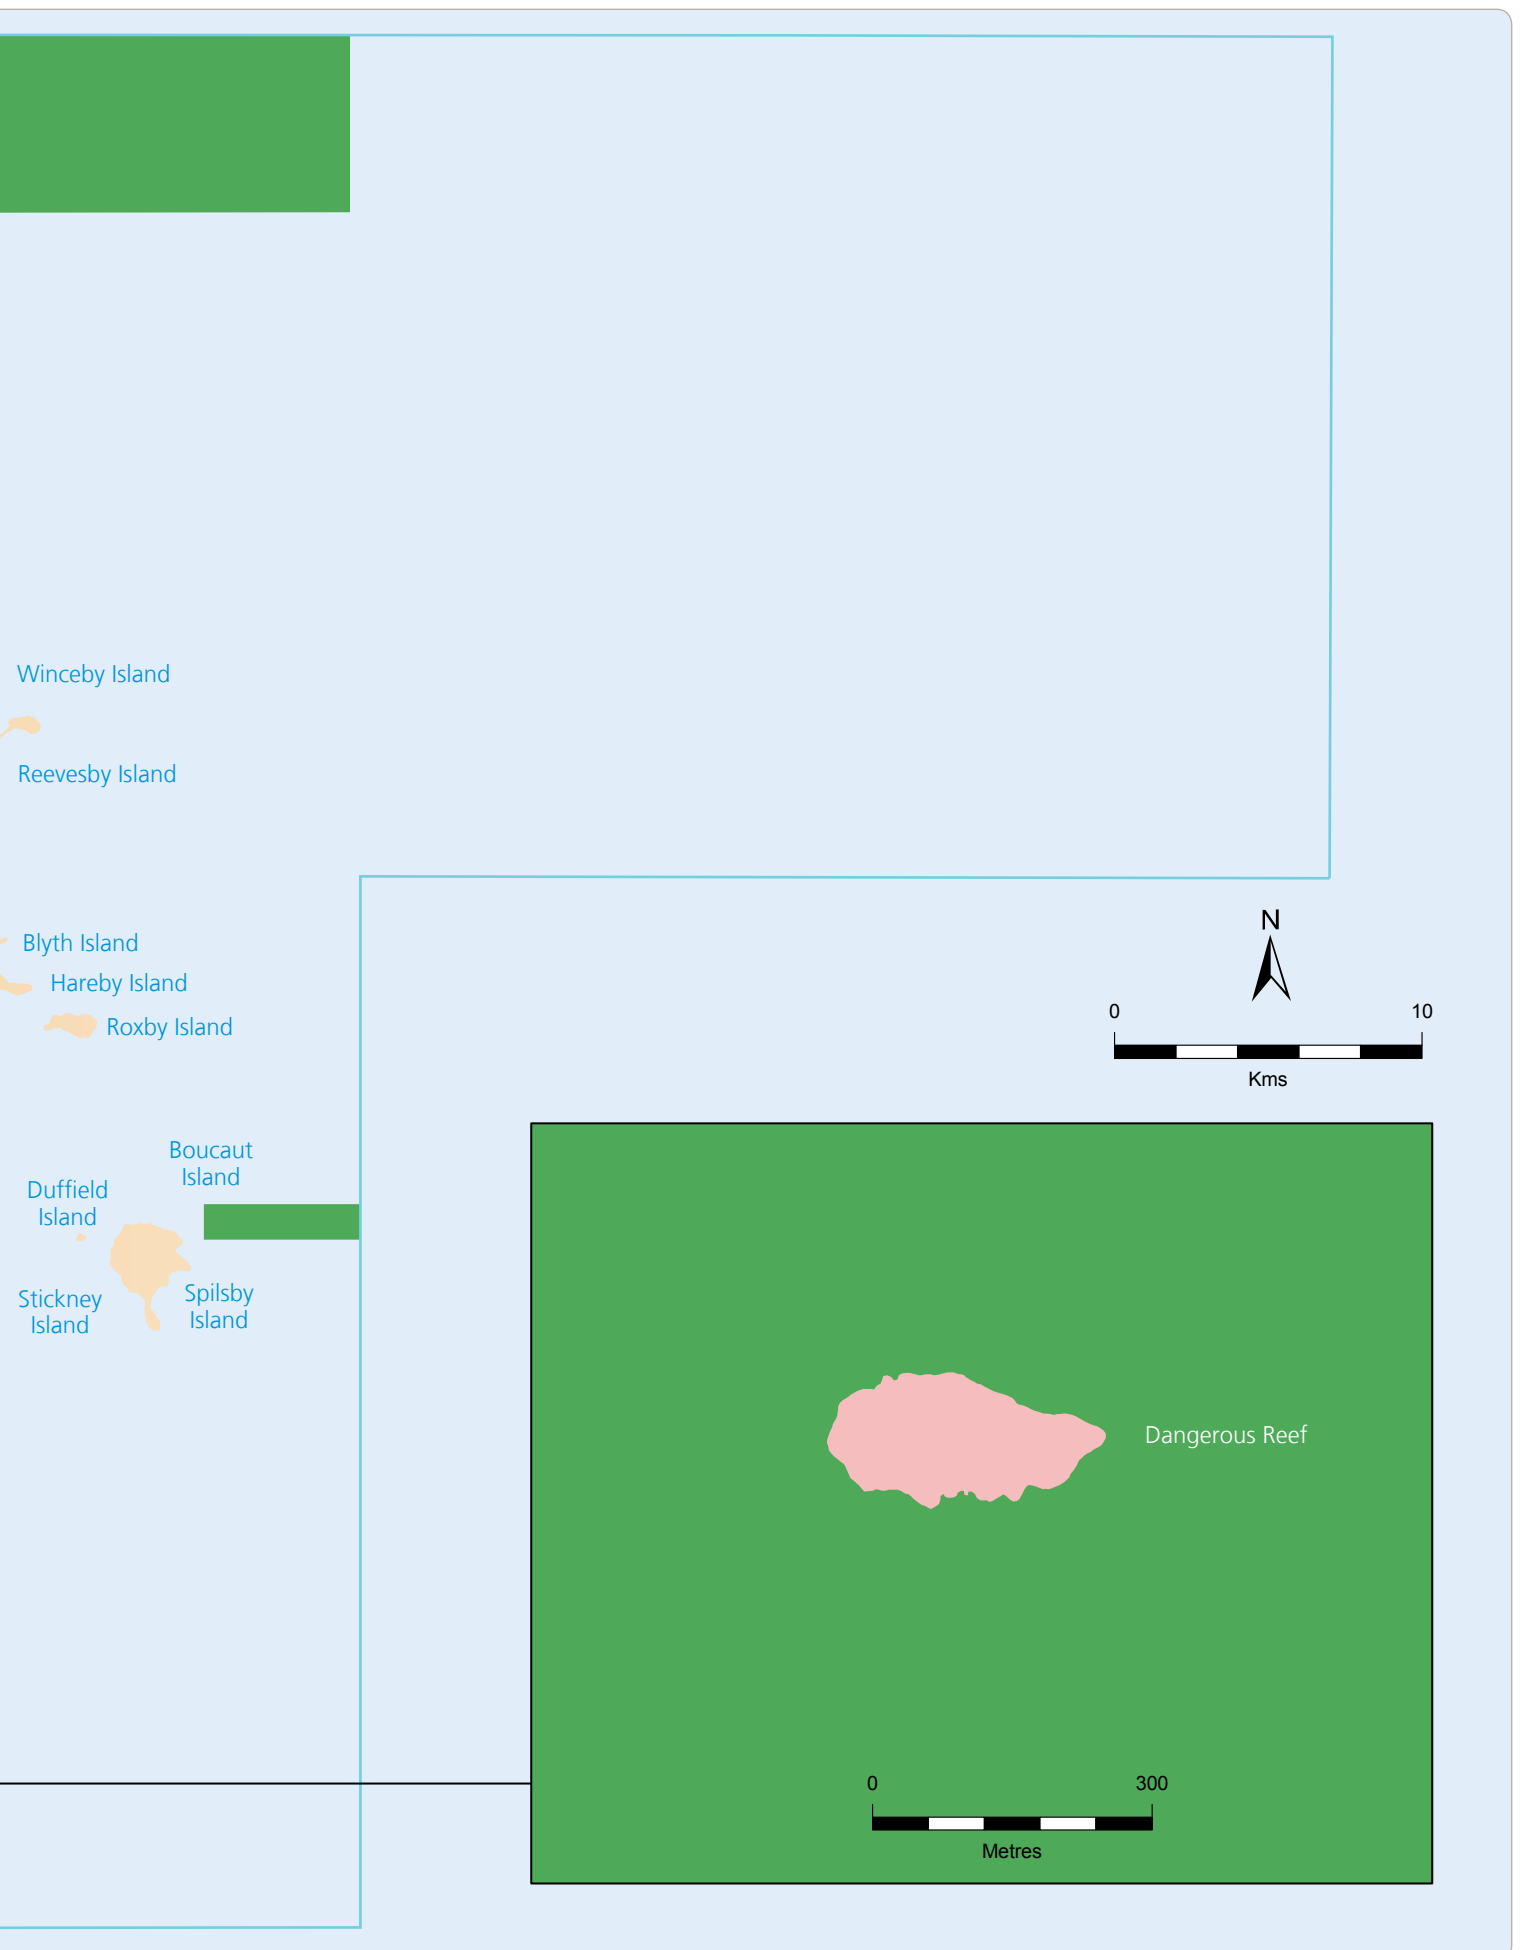 Winceby Island
Reevesby Island
Blyth Island
Hareby Island
Roxby Island
N
0
10
Kms
Boucaut
Island
Duffield
Island
Stickney
Island
Spilsby
Island
Dangerous Reef
0
300
Metres